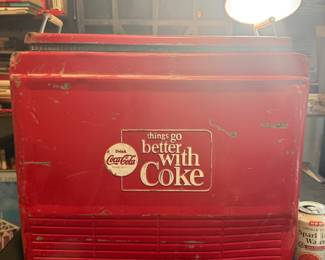 things go
better
with
Coke
Drink
Coca-Cola